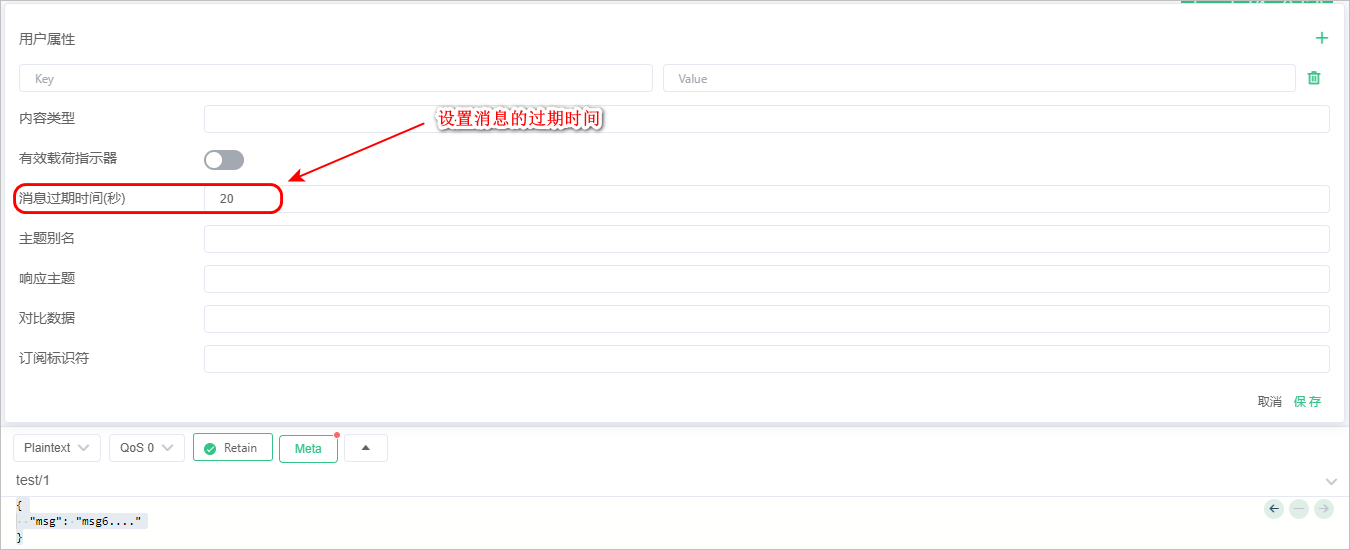 用户属性
Key Value
内容类型
设置消息的过期时间
有效载荷指示器
消息过期时间(秒) 20
主题别名
响应主题
对比数据
订阅标识符
取消 保存
Plaintext QoS 0 Retain Meta
test/1
{
"msg": "msg6...."
}